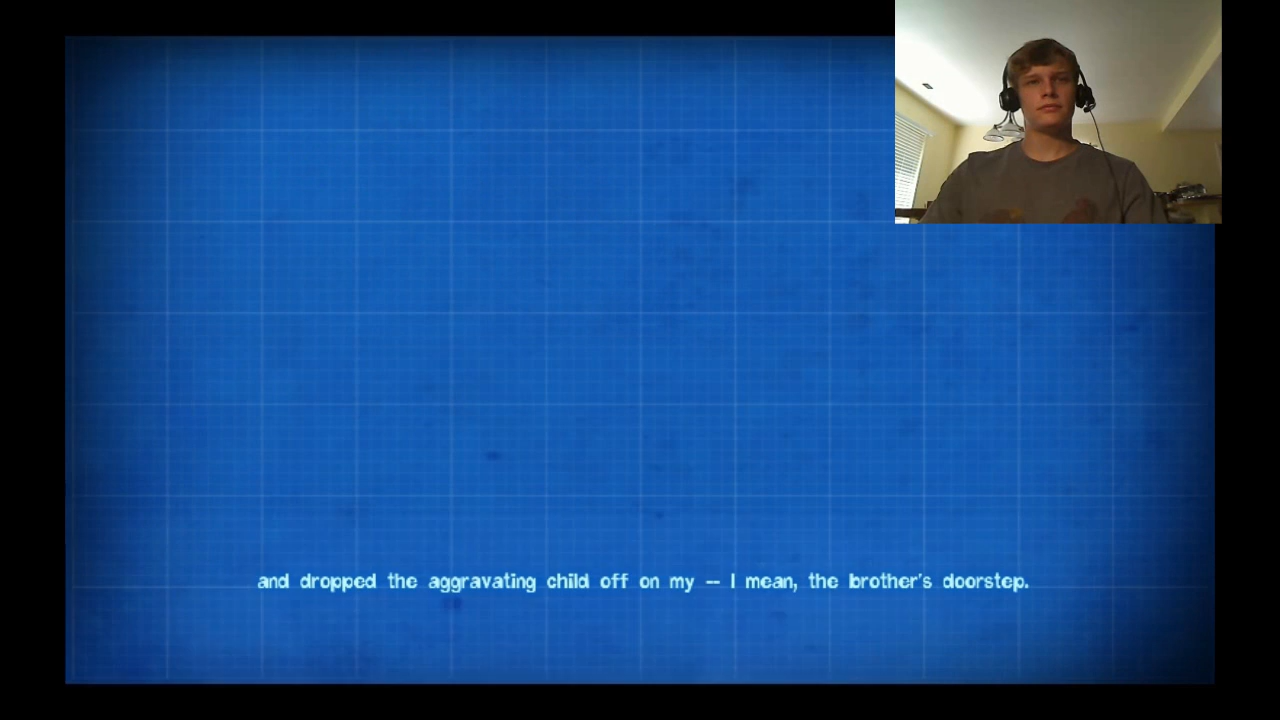 and dropped the aggravating child off on my -- I mean, the brother's doorstep.